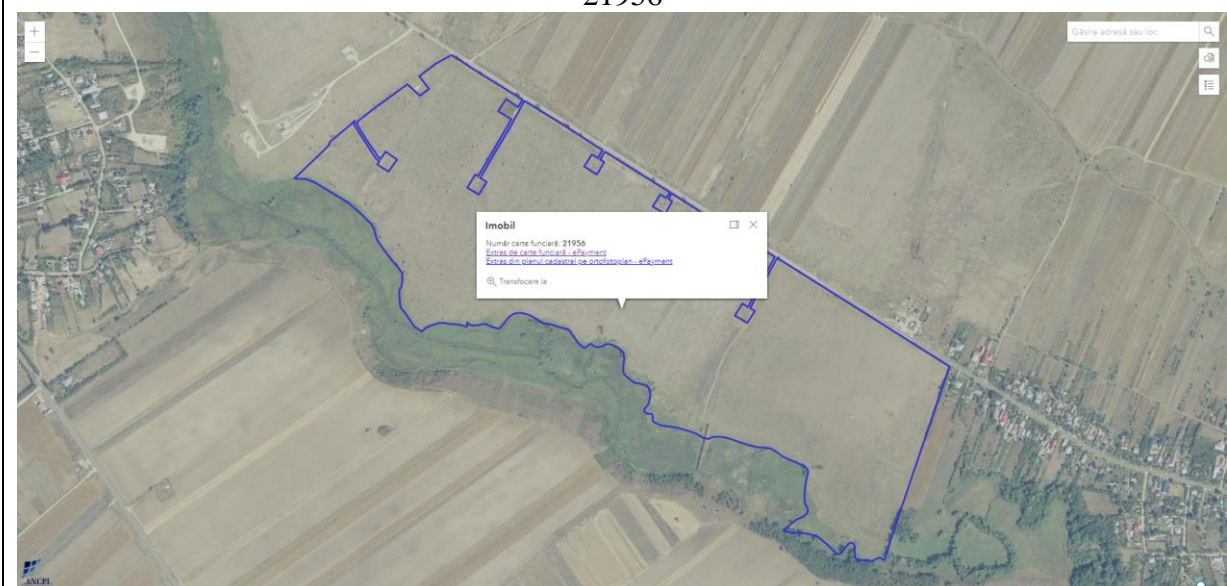 21956
+
−
Găsire adresă sau loc
Imobil
Număr carte funciară: 21956
Extras de carte funciară - ePayment
Extras din planul cadastral pe ortofotoplan - ePayment
Transfocare la
ANCPI